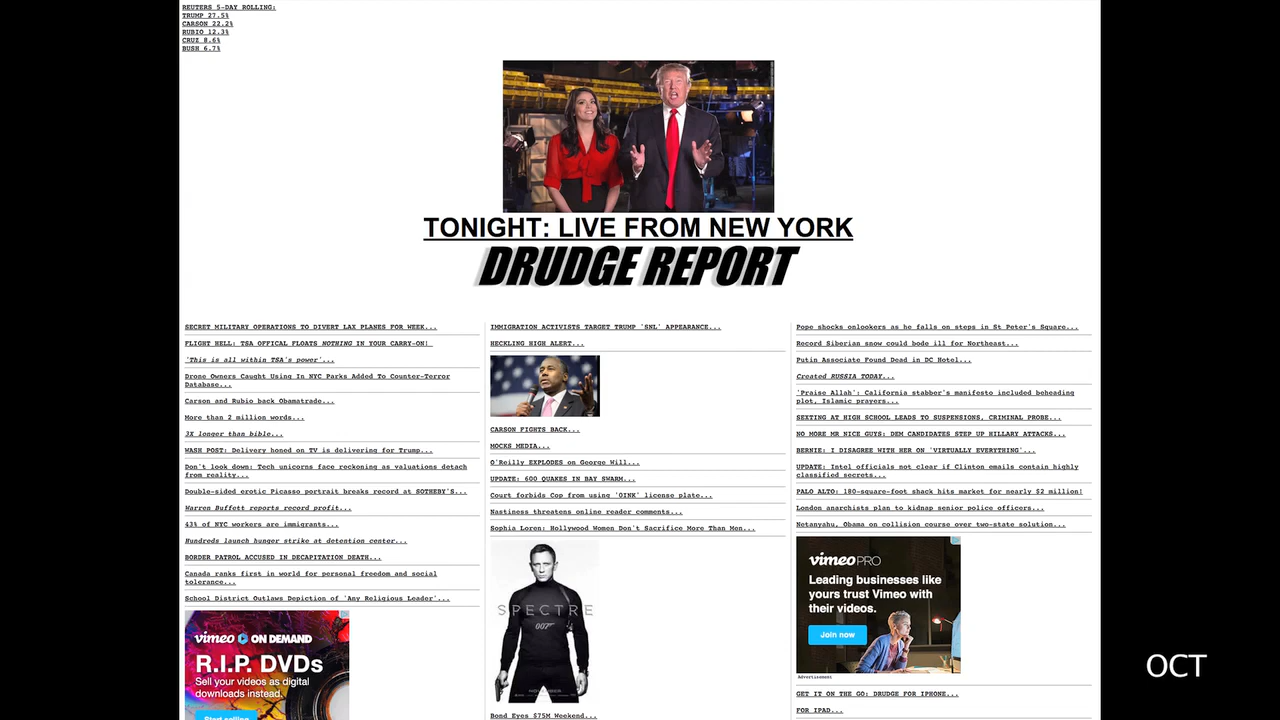 REUTERS 5-DAY ROLLING:
TRUMP 27.5%
CARSON 22.2%
RUBIO 12.3%
CRUZ 8.6%
BUSH 6.7%
TONIGHT: LIVE FROM NEW YORK
DRUDGE REPORT
SECRET MILITARY OPERATIONS TO DIVERT LAX PLANES FOR WEEK...
FLIGHT HELL: TSA OFFICAL FLOATS NOTHING IN YOUR CARRY-ON!
'This is all within TSA's power'...
Drone Owners Caught Using In NYC Parks Added To Counter-Terror
Database...
Carson and Rubio back Obamatrade...
More than 2 million words...
3X longer than bible...
WASH POST: Delivery honed on TV is delivering for Trump...
Don't look down: Tech unicorns face reckoning as valuations detach
from reality...
Double-sided erotic Picasso portrait breaks record at SOTHEBY'S...
Warren Buffett reports record profit...
43% of NYC workers are immigrants...
Hundreds launch hunger strike at detention center...
BORDER PATROL ACCUSED IN DECAPITATION DEATH...
Canada ranks first in world for personal freedom and social
tolerance...
School District Outlaws Depiction of 'Any Religious Leader'...
vimeo ON DEMAND
R.I.P. DVDs
Sell your videos as digital
downloads instead.
Start selling
IMMIGRATION ACTIVISTS TARGET TRUMP 'SNL' APPEARANCE...
HECKLING HIGH ALERT...
CARSON FIGHTS BACK...
MOCKS MEDIA...
O'Reilly EXPLODES on George Will...
UPDATE: 600 QUAKES IN BAY SWARM...
Court forbids Cop from using 'OINK' license plate...
Nastiness threatens online reader comments...
Sophia Loren: Hollywood Women Don't Sacrifice More Than Men...
SPECTRE
007
NOVEMBER
Bond Eyes $75M Weekend...
Pope shocks onlookers as he falls on steps in St Peter's Square...
Record Siberian snow could bode ill for Northeast...
Putin Associate Found Dead in DC Hotel...
Created RUSSIA TODAY...
'Praise Allah': California stabber's manifesto included beheading
plot, Islamic prayers...
SEXTING AT HIGH SCHOOL LEADS TO SUSPENSIONS, CRIMINAL PROBE...
NO MORE MR NICE GUYS: DEM CANDIDATES STEP UP HILLARY ATTACKS...
BERNIE: I DISAGREE WITH HER ON 'VIRTUALLY EVERYTHING'...
UPDATE: Intel officials not clear if Clinton emails contain highly
classified secrets...
PALO ALTO: 180-square-foot shack hits market for nearly $2 million!
London anarchists plan to kidnap senior police officers...
Netanyahu, Obama on collision course over two-state solution...
vimeo PRO
Leading businesses like
yours trust Vimeo with
their videos.
Join now
Advertisement
GET IT ON THE GO: DRUDGE FOR IPHONE...
FOR IPAD...
OCT